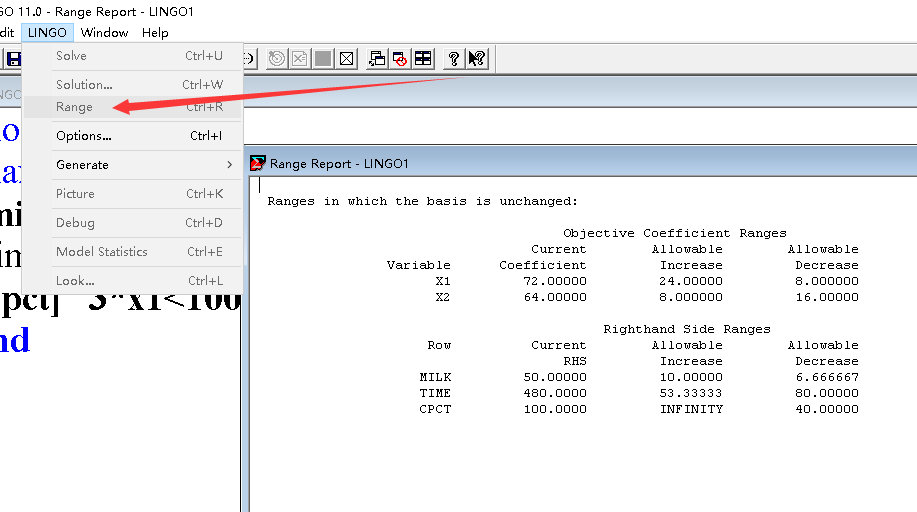 GO 11.0 - Range Report - LINGO1
dit LINGO Window Help
Solve Ctrl+U
Solution... Ctrl+W
Range Ctrl+R
Options... Ctrl+I
Generate
Picture Ctrl+K
Debug Ctrl+D
Model Statistics Ctrl+E
Look... Ctrl+L
pct] 3*x1<100
nd
Range Report - LINGO1
Ranges in which the basis is unchanged:
Objective Coefficient Ranges
Current Allowable Allowable
Variable Coefficient Increase Decrease
X1 72.00000 24.00000 8.000000
X2 64.00000 8.000000 16.00000
Righthand Side Ranges
Row Current Allowable Allowable
RHS Increase Decrease
MILK 50.00000 10.00000 6.666667
TIME 480.0000 53.33333 80.00000
CPCT 100.0000 INFINITY 40.00000